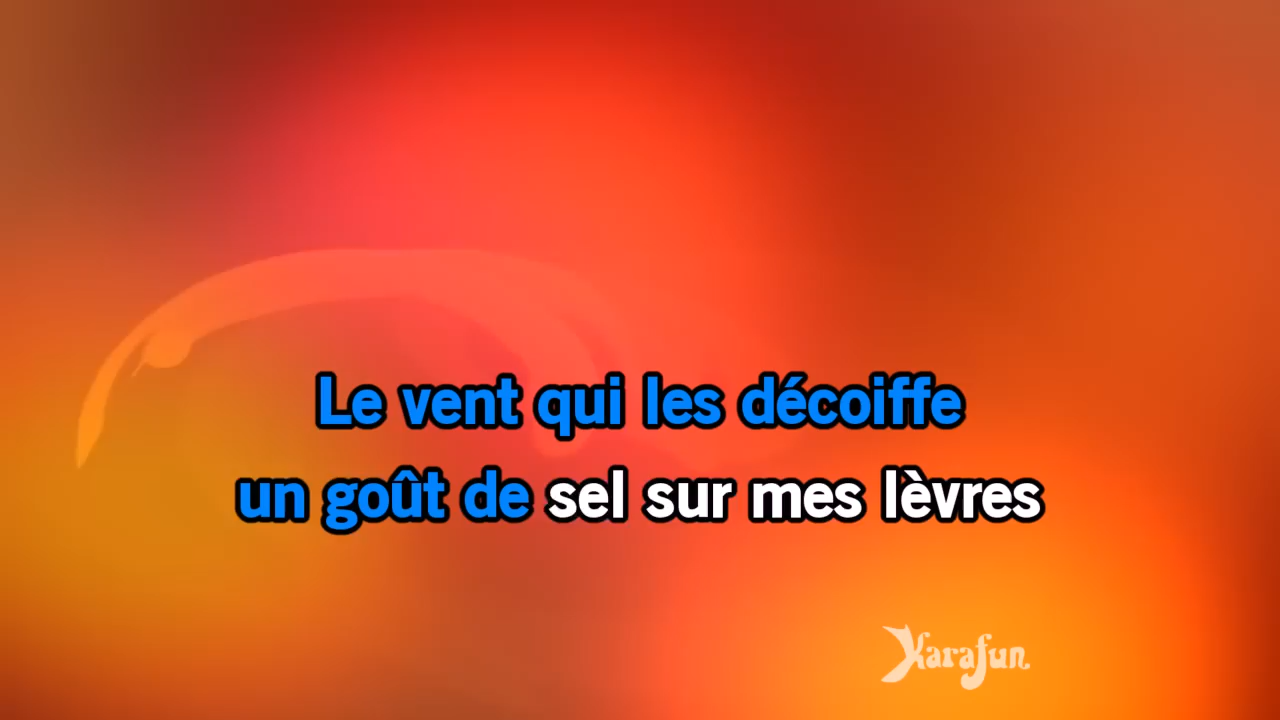 Le vent qui les décoiffe
un goût de sel sur mes lèvres
Karafun